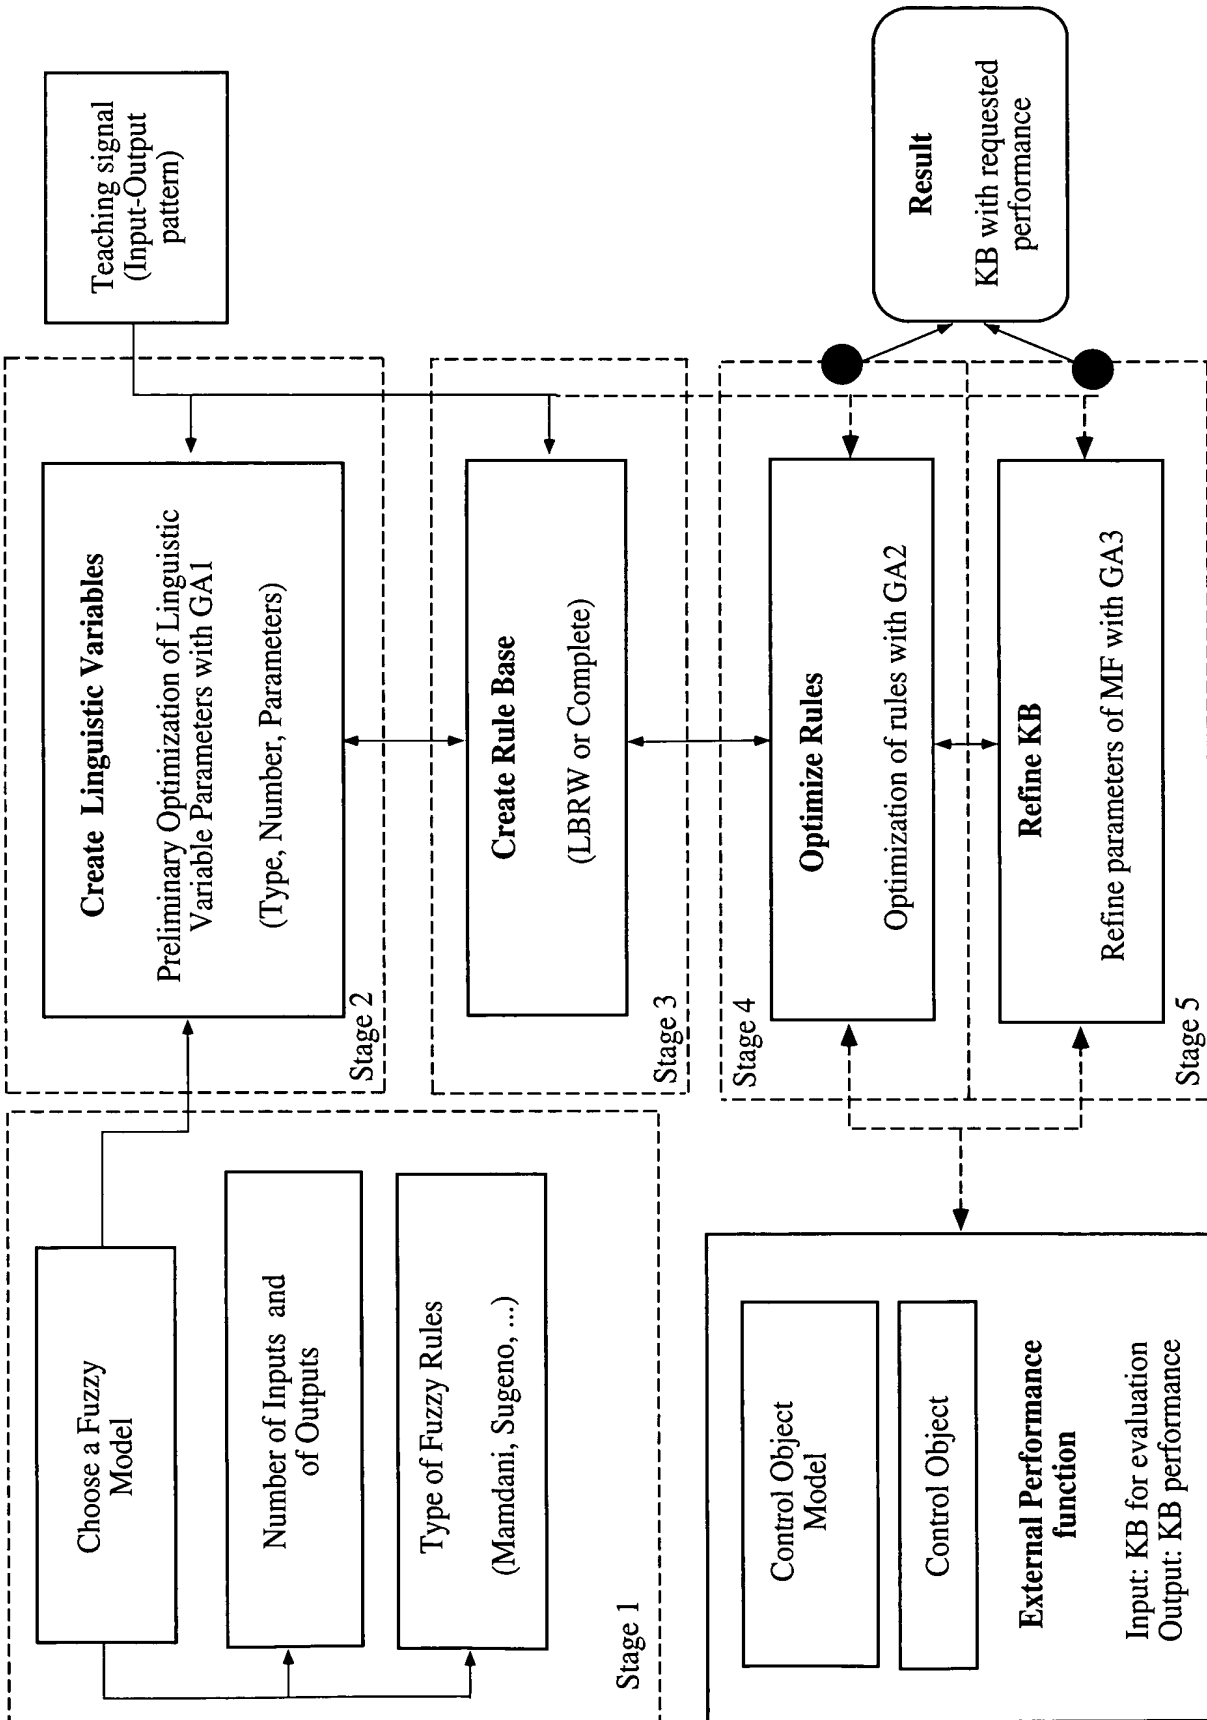 Choose a Fuzzy
Model
Number of Inputs and
of Outputs
Type of Fuzzy Rules
(Mamdani, Sugeno, ...)
Stage 1
Create Linguistic Variables
Preliminary Optimization of Linguistic
Variable Parameters with GA1
(Type, Number, Parameters)
Stage 2
Teaching signal
(Input-Output
pattern)
Create Rule Base
(LBRW or Complete)
Stage 3
Stage 4
Optimize Rules
Optimization of rules with GA2
Refine KB
Refine parameters of MF with GA3
Stage 5
Control Object
Model
Control Object
External Performance
function
Input: KB for evaluation
Output: KB performance
Result
KB with requested
performance